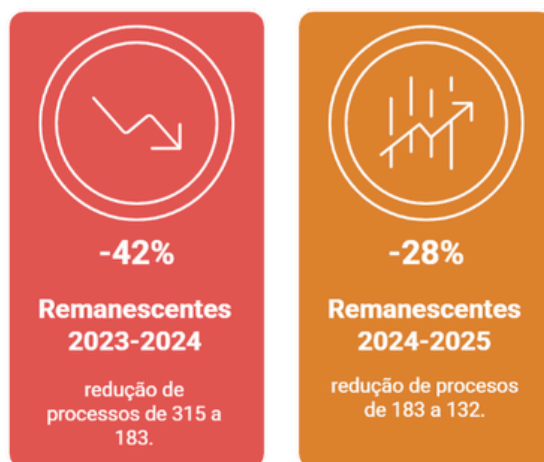 -42%
Remanescentes
2023-2024
redução de
processos de 315 a
183.
-28%
Remanescentes
2024-2025
redução de procesos
de 183 a 132.